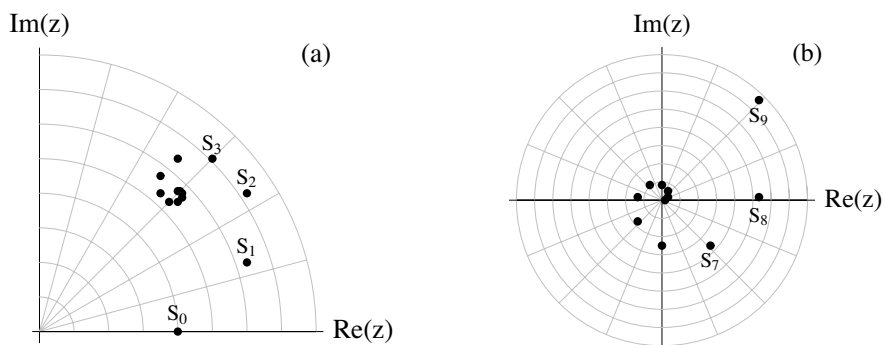 Im(z)
(a)
S₃
S₂
S₁
S₀
Re(z)
Im(z)
(b)
S₉
Re(z)
S₈
S₇